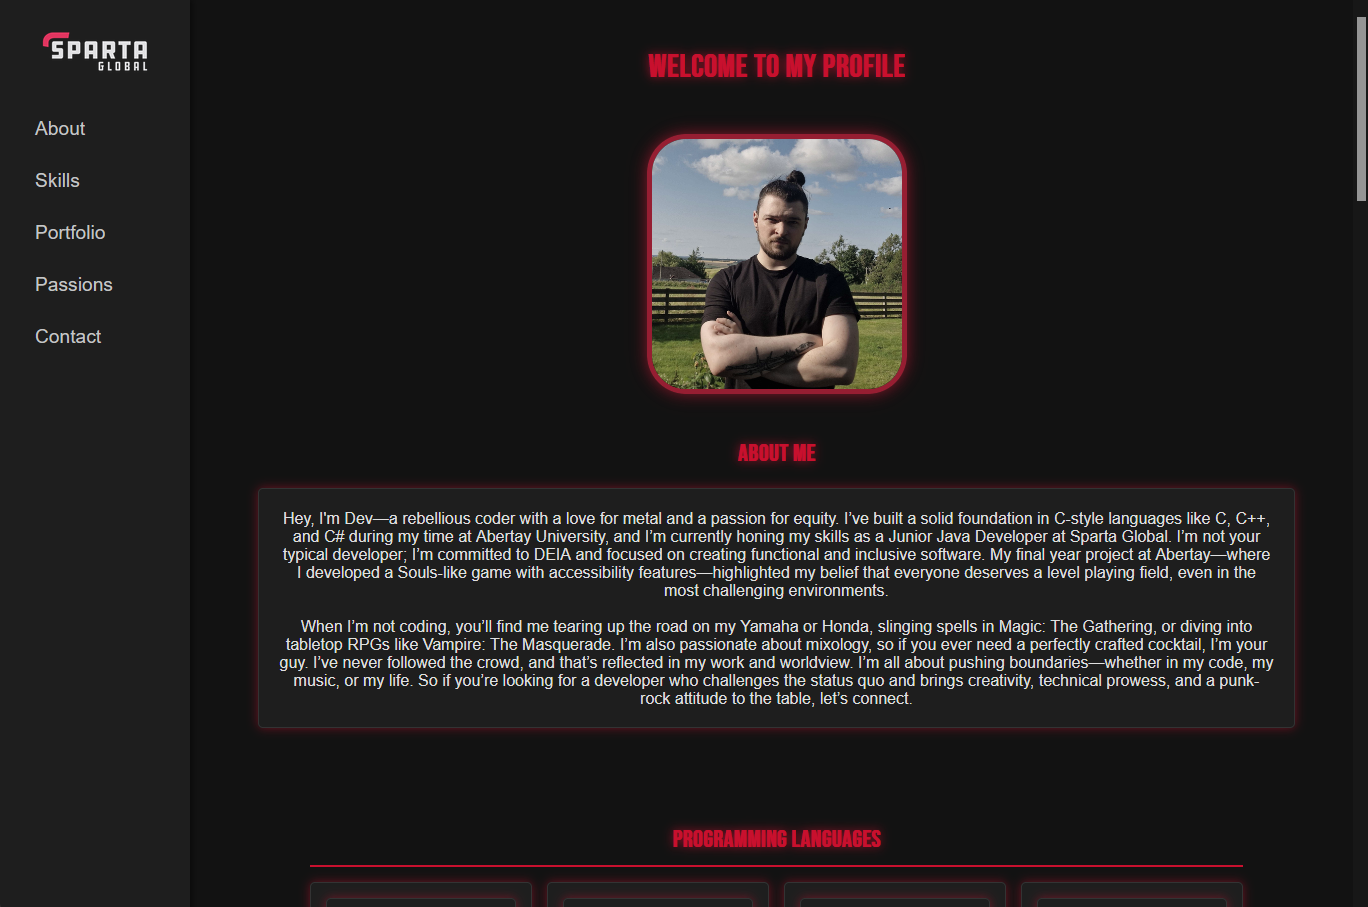 SPARTA
GLOBAL
About
Skills
Portfolio
Passions
Contact
WELCOME TO MY PROFILE
ABOUT ME
Hey, I'm Dev—a rebellious coder with a love for metal and a passion for equity. I’ve built a solid foundation in C-style languages like C, C++,
and C# during my time at Abertay University, and I’m currently honing my skills as a Junior Java Developer at Sparta Global. I’m not your
typical developer; I’m committed to DEIA and focused on creating functional and inclusive software. My final year project at Abertay—where
I developed a Souls-like game with accessibility features—highlighted my belief that everyone deserves a level playing field, even in the
most challenging environments.
When I’m not coding, you’ll find me tearing up the road on my Yamaha or Honda, slinging spells in Magic: The Gathering, or diving into
tabletop RPGs like Vampire: The Masquerade. I’m also passionate about mixology, so if you ever need a perfectly crafted cocktail, I’m your
guy. I’ve never followed the crowd, and that’s reflected in my work and worldview. I’m all about pushing boundaries—whether in my code, my
music, or my life. So if you’re looking for a developer who challenges the status quo and brings creativity, technical prowess, and a punk-
rock attitude to the table, let’s connect.
PROGRAMMING LANGUAGES